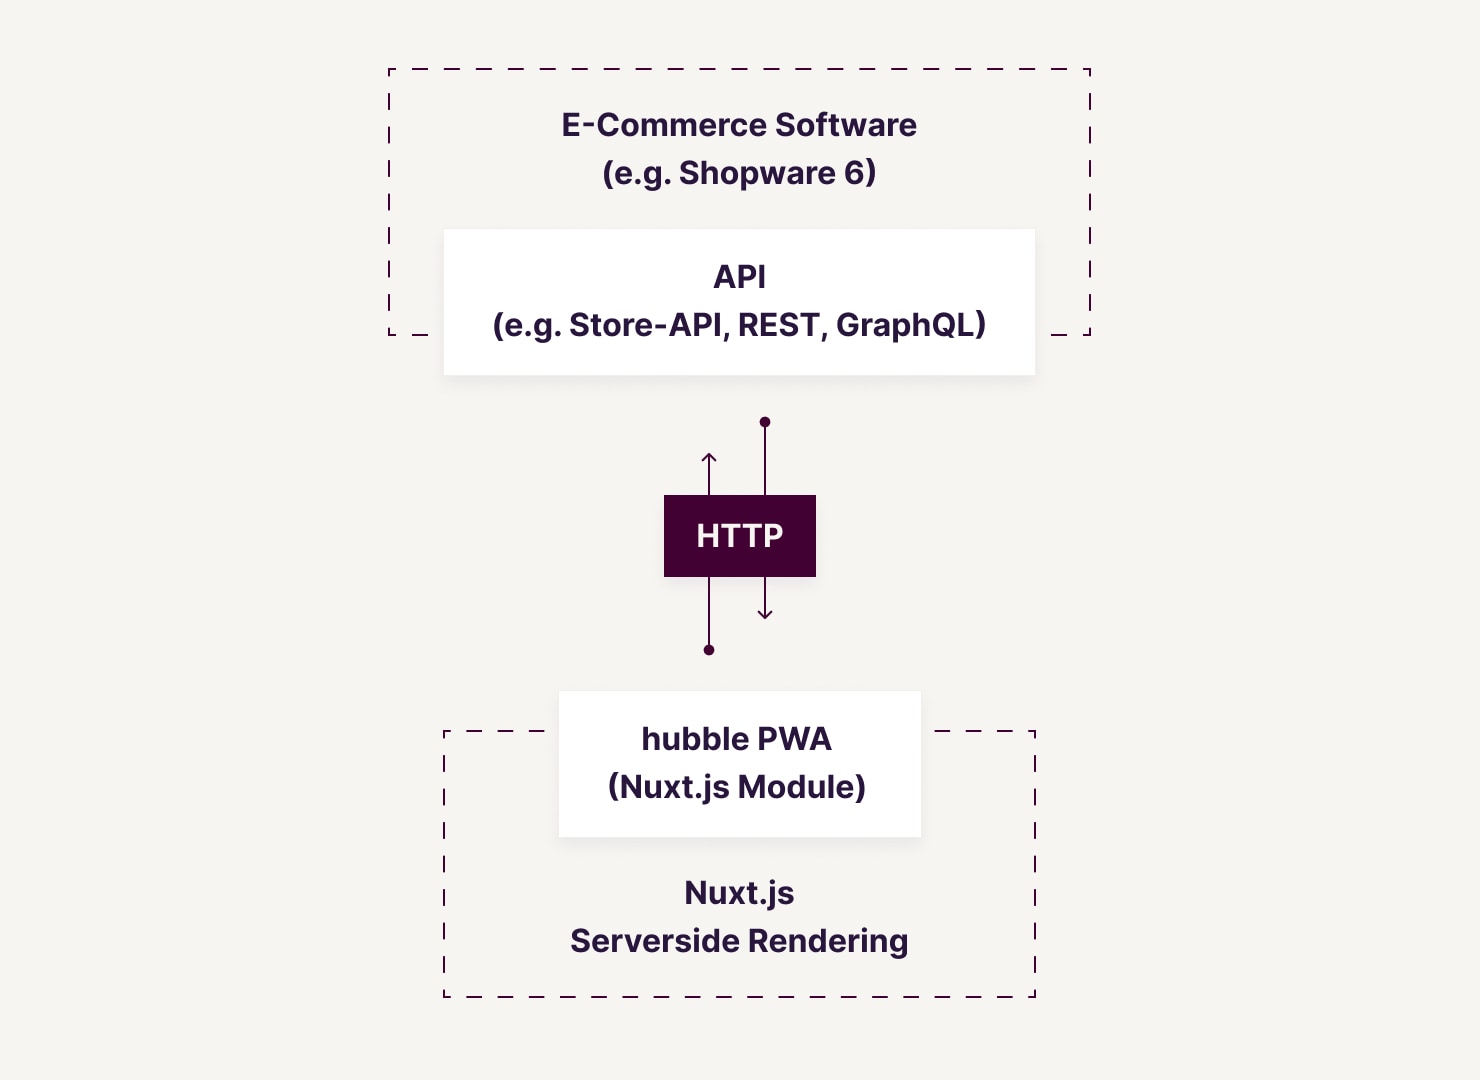 E-Commerce Software
(e.g. Shopware 6)
API
(e.g. Store-API, REST, GraphQL)
HTTP
hubble PWA
(Nuxt.js Module)
Nuxt.js
Serverside Rendering